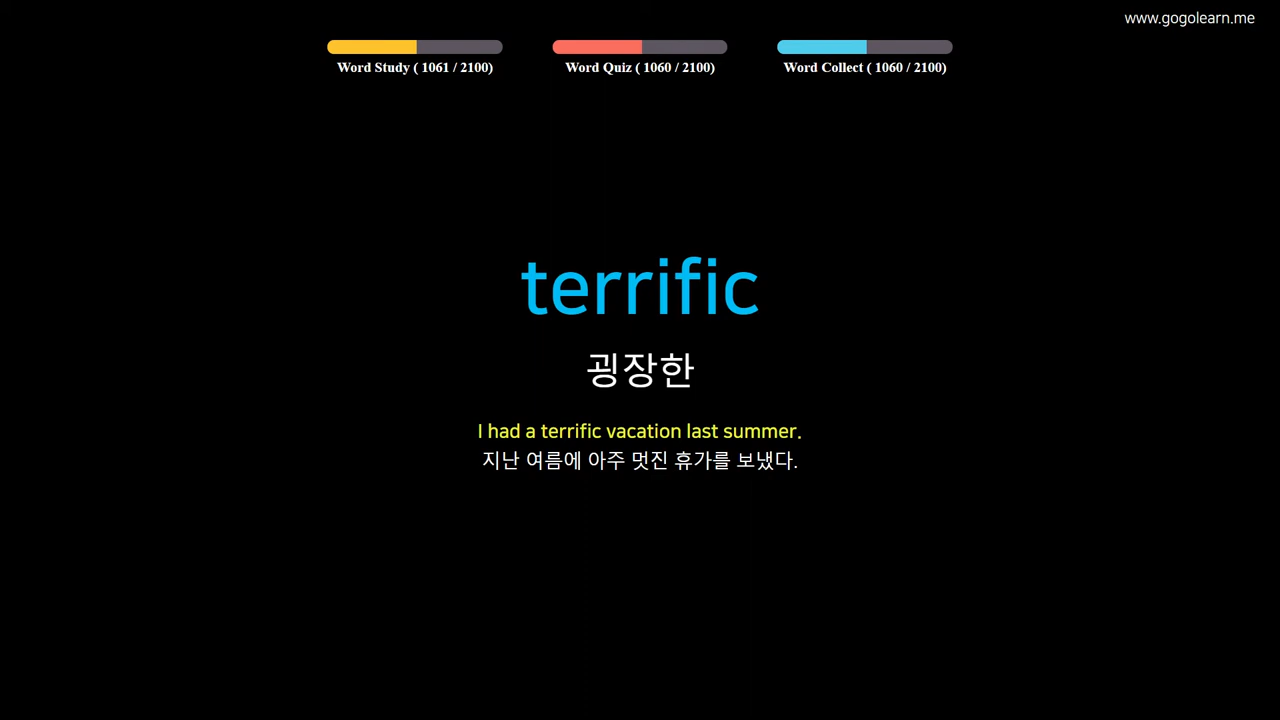 www.gogolearn.me
Word Study ( 1061 / 2100)
Word Quiz ( 1060 / 2100)
Word Collect ( 1060 / 2100)
terrific
굉장한
I had a terrific vacation last summer.
지난 여름에 아주 멋진 휴가를 보냈다.